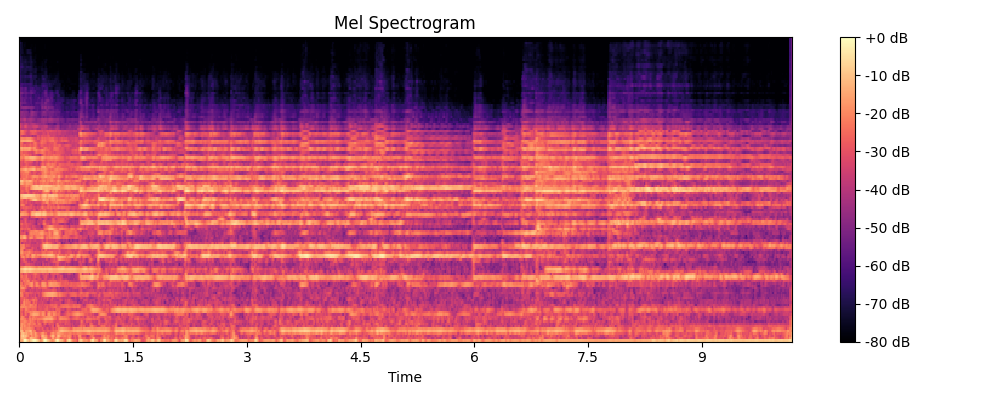 Mel Spectrogram
+0 dB
-10 dB
-20 dB
-30 dB
-40 dB
-50 dB
-60 dB
-70 dB
-80 dB
0 1.5 3 4.5 6 7.5 9
Time